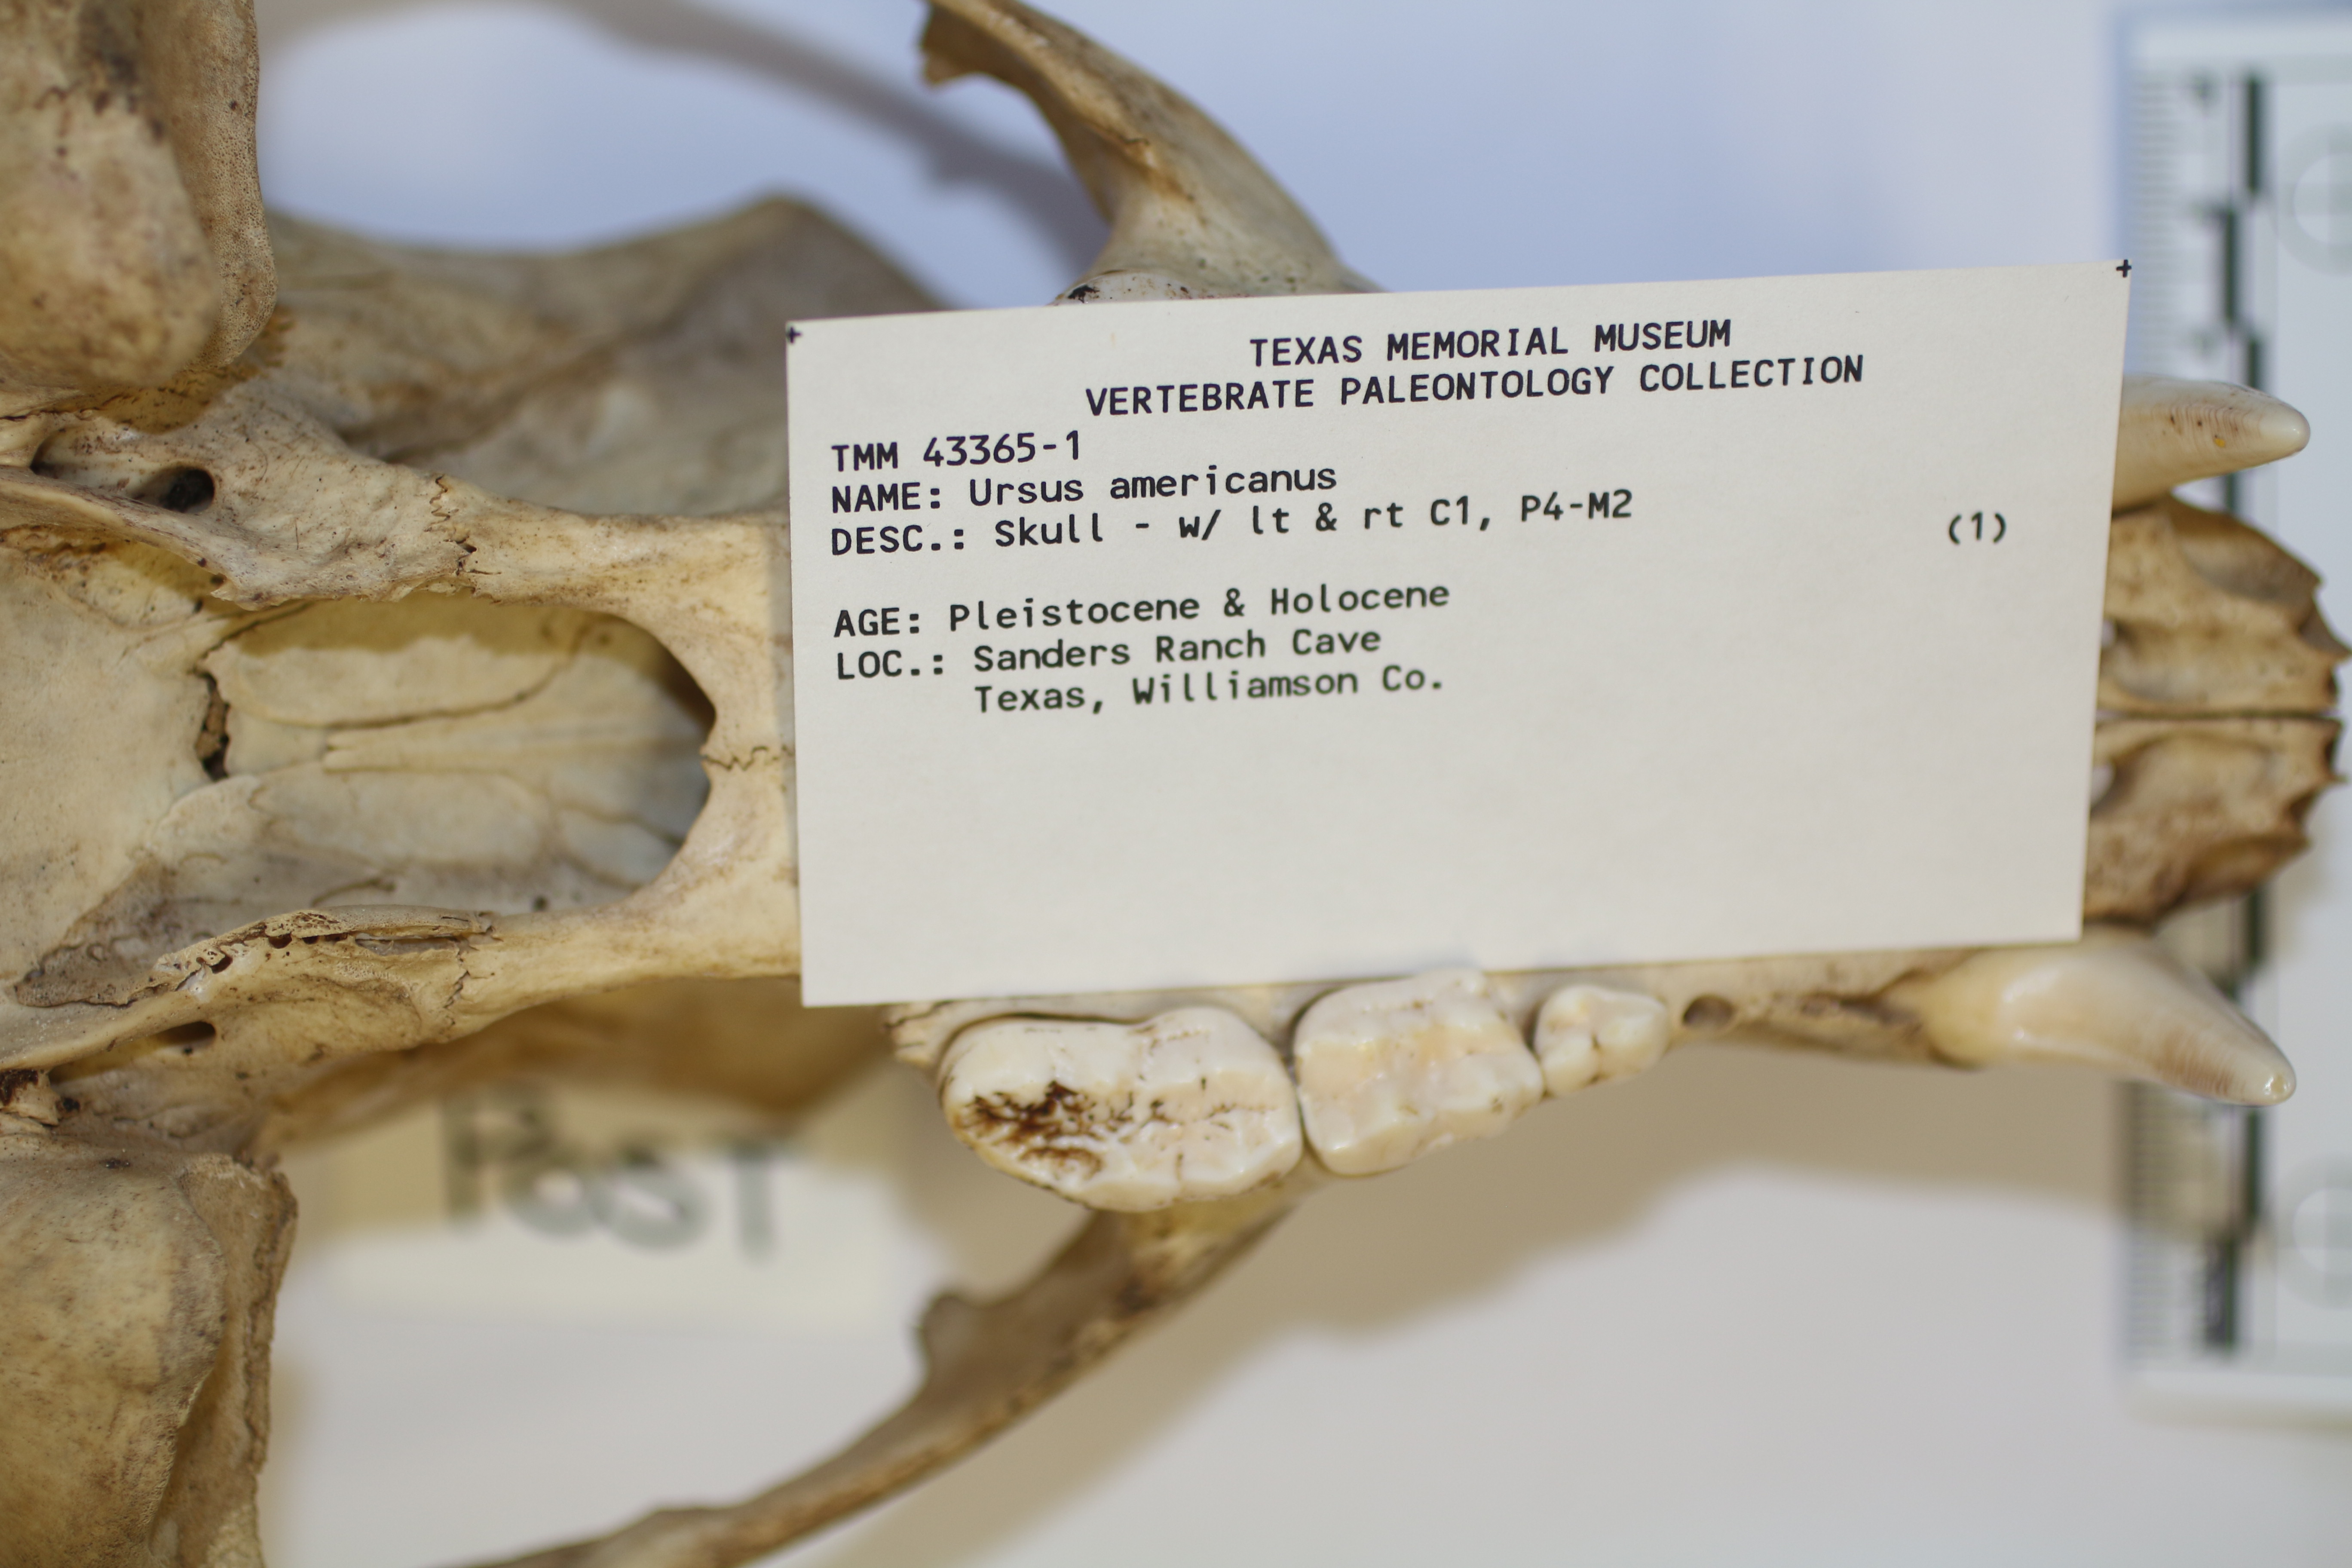 TEXAS MEMORIAL MUSEUM
VERTEBRATE PALEONTOLOGY COLLECTION
TMM 43365-1
NAME: Ursus americanus
DESC.: Skull - w/ lt & rt C1, P4-M2 (1)
AGE: Pleistocene & Holocene
LOC.: Sanders Ranch Cave
Texas, Williamson Co.